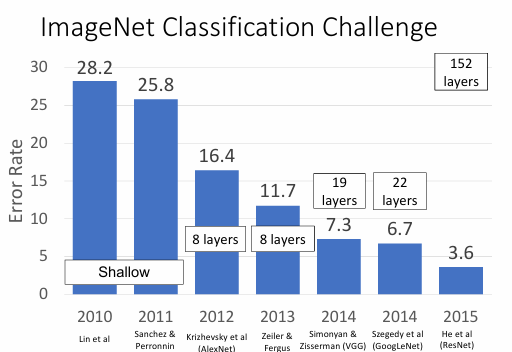 ImageNet Classification Challenge
152
layers
30
28.2
25.8
25
20
16.4
19
layers
22
layers
15
11.7
Error Rate
10
8 layers
8 layers
7.3
6.7
5
Shallow
3.6
0
2010
2011
2012
2013
2014
2014
2015
Lin et al
Sanchez &
Perronnin
Krizhevsky et al
(AlexNet)
Zeiler &
Fergus
Simonyan &
Zisserman (VGG)
Szegedy et al
(GoogLeNet)
He et al
(ResNet)